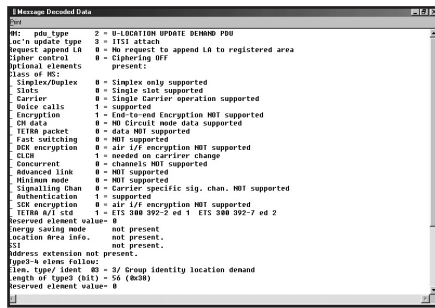 Message Decoded Data
Print
MM: pdu_type 2 = U-LOCATION UPDATE DEMAND PDU
Loc'n update type 3 = ITSI attach
Request append LA 0 = No request to append LA to registered area
Cipher control 0 = Ciphering OFF
Optional elements present:
Class of MS:
_ Simplex/Duplex 0 = Simplex only supported
_ Slots 0 = Single slot supported
_ Carrier 0 = Single Carrier operation supported
_ Voice calls 1 = supported
_ Encryption 1 = End-to-end Encryption NOT supported
_ CM data 0 = NO Circuit mode data supported
_ TETRA packet 0 = data NOT supported
_ Fast switching 0 = NOT supported
_ DCK encryption 0 = air i/f encryption NOT supported
_ CLCH 1 = needed on carrirer change
_ Concurrent 0 = channels NOT supported
_ Advanced link 0 = NOT supported
_ Minimum mode 0 = NOT supported
_ Signalling Chan 0 = Carrier specific sig. chan. NOT supported
_ Authentication 1 = supported
_ SCK encryption 0 = air i/f encryption NOT supported
_ TETRA A/I std 1 = ETS 300 392-2 ed 1 ETS 300 392-7 ed 2
Reserved element value= 0
Energy saving mode not present
Location Area info. not present.
SSI not present.
Address extension not present.
Type3-4 elems follow:
Elem. type/ ident 03 = 3/ Group identity location demand
Length of type3 (bit) = 56 (0x38)
Reserved element value= 0